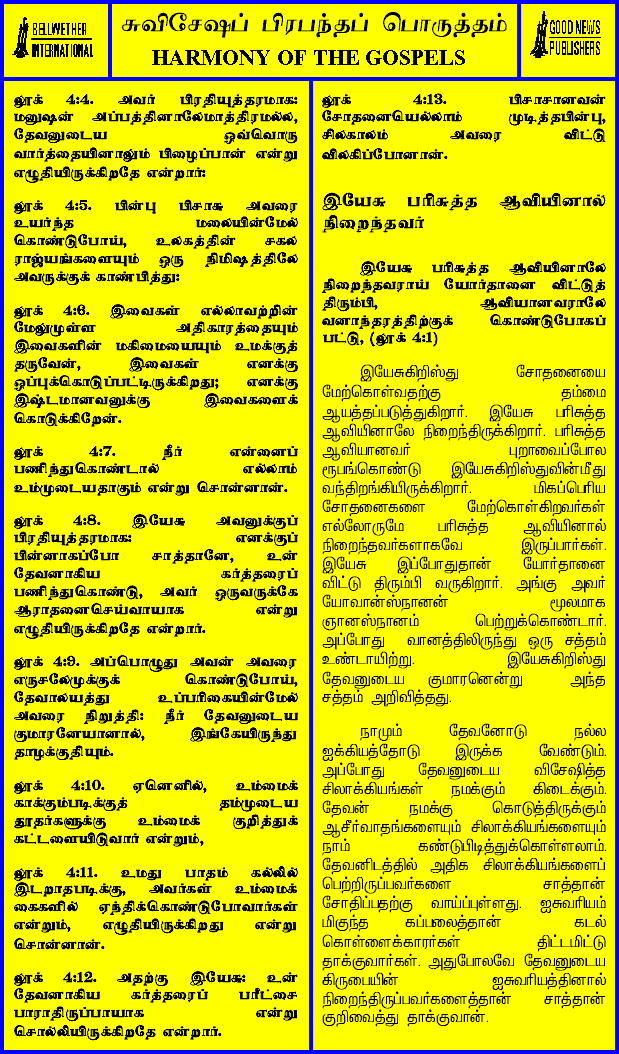 BELLWETHER
INTERNATIONAL
சுவிசேஷப் பிரபந்தப் பொருத்தம்
HARMONY OF THE GOSPELS
GOOD NEWS
PUBLISHERS
லூக் 4:4. அவர் பிரதியுத்தரமாக:
மனுஷன் அப்பத்தினாலேமாத்திரமல்ல,
தேவனுடைய ஒவ்வொரு
வார்த்தையினாலும் பிழைப்பான் என்று
எழுதியிருக்கிறதே என்றார்:
லூக் 4:5. பின்பு பிசாசு அவரை
உயர்ந்த மலையின்மேல்
கொண்டுபோய், உலகத்தின் சகல
ராஜ்யங்களையும் ஒரு நிமிஷத்திலே
அவருக்குக் காண்பித்து:
லூக் 4:6. இவைகள் எல்லாவற்றின்
மேலுமுள்ள அதிகாரத்தையும்
இவைகளின் மகிமையையும் உமக்குத்
தருவேன், இவைகள் எனக்கு
ஒப்புக்கொடுப்பட்டிருக்கிறது; எனக்கு
இஷ்டமானவனுக்கு இவைகளைக்
கொடுக்கிறேன்.
லூக் 4:7. நீர் என்னைப்
பணிந்துகொண்டால் எல்லாம்
உம்முடையதாகும் என்று சொன்னான்.
லூக் 4:8. இயேசு அவனுக்குப்
பிரதியுத்தரமாக: எனக்குப்
பின்னாகப்போ சாத்தானே, உன்
தேவனாகிய கர்த்தரைப்
பணிந்துகொண்டு, அவர் ஒருவருக்கே
ஆராதனைசெய்வாயாக என்று
எழுதியிருக்கிறதே என்றார்.
லூக் 4:9. அப்பொழுது அவன் அவரை
எருசலேமுக்குக் கொண்டுபோய்,
தேவாலயத்து உப்பரிகையின்மேல்
அவரை நிறுத்தி: நீர் தேவனுடைய
குமாரனேயானால், இங்கேயிருந்து
தாழக்குதியும்.
லூக் 4:10. ஏனெனில், உம்மைக்
காக்கும்படிக்குத் தம்முடைய
தூதர்களுக்கு உம்மைக் குறித்துக்
கட்டளையிடுவார் என்றும்,
லூக் 4:11. உமது பாதம் கல்லில்
இடறாதபடிக்கு, அவர்கள் உம்மைக்
கைகளில் ஏந்திக்கொண்டுபோவார்கள்
என்றும், எழுதியிருக்கிறது என்று
சொன்னான்.
லூக் 4:12. அதற்கு இயேசு: உன்
தேவனாகிய கர்த்தரைப் பரீட்சை
பாராதிருப்பாயாக என்று
சொல்லியிருக்கிறதே என்றார்.
லூக் 4:13. பிசாசானவன்
சோதனையெல்லாம் முடித்தபின்பு,
சிலகாலம் அவரை விட்டு
விலகிப்போனான்.
இயேசு பரிசுத்த ஆவியினால்
நிறைந்தவர்
இயேசு பரிசுத்த ஆவியினாலே
நிறைந்தவராய் யோர்தானை விட்டுத்
திரும்பி, ஆவியானவராலே
வனாந்தரத்திற்குக் கொண்டுபோகப்
பட்டு, (லூக் 4:1)
இயேசுகிறிஸ்து சோதனையை
மேற்கொள்வதற்கு தம்மை
ஆயத்தப்படுத்துகிறார். இயேசு பரிசுத்த
ஆவியினாலே நிறைந்திருக்கிறார். பரிசுத்த
ஆவியானவர் புறாவைப்போல
ரூபங்கொண்டு இயேசுகிறிஸ்துவின்மீது
வந்திறங்கியிருக்கிறார். மிகப்பெரிய
சோதனைகளை மேற்கொள்கிறவர்கள்
எல்லோருமே பரிசுத்த ஆவியினால்
நிறைந்தவர்களாகவே இருப்பார்கள்.
இயேசு இப்போதுதான் யோர்தானை
விட்டு திரும்பி வருகிறார். அங்கு அவர்
யோவான்ஸ்நானன் மூலமாக
ஞானஸ்நானம் பெற்றுக்கொண்டார்.
அப்போது வானத்திலிருந்து ஒரு சத்தம்
உண்டாயிற்று. இயேசுகிறிஸ்து
தேவனுடைய குமாரனென்று அந்த
சத்தம் அறிவித்தது.
நாமும் தேவனோடு நல்ல
ஐக்கியத்தோடு இருக்க வேண்டும்.
அப்போது தேவனுடைய விசேஷித்த
சிலாக்கியங்கள் நமக்கும் கிடைக்கும்.
தேவன் நமக்கு கொடுத்திருக்கும்
ஆசீர்வாதங்களையும் சிலாக்கியங்களையும்
நாம் கண்டுபிடித்துக்கொள்ளலாம்.
தேவனிடத்தில் அதிக சிலாக்கியங்களைப்
பெற்றிருப்பவர்களை சாத்தான்
சோதிப்பதற்கு வாய்ப்புள்ளது. ஐசுவரியம்
மிகுந்த கப்பலைத்தான் கடல்
கொள்ளைக்காரர்கள் திட்டமிட்டு
தாக்குவார்கள். அதுபோலவே தேவனுடைய
கிருபையின் ஐசுவரியத்தினால்
நிறைந்திருப்பவர்களைத்தான் சாத்தான்
குறிவைத்து தாக்குவான்.